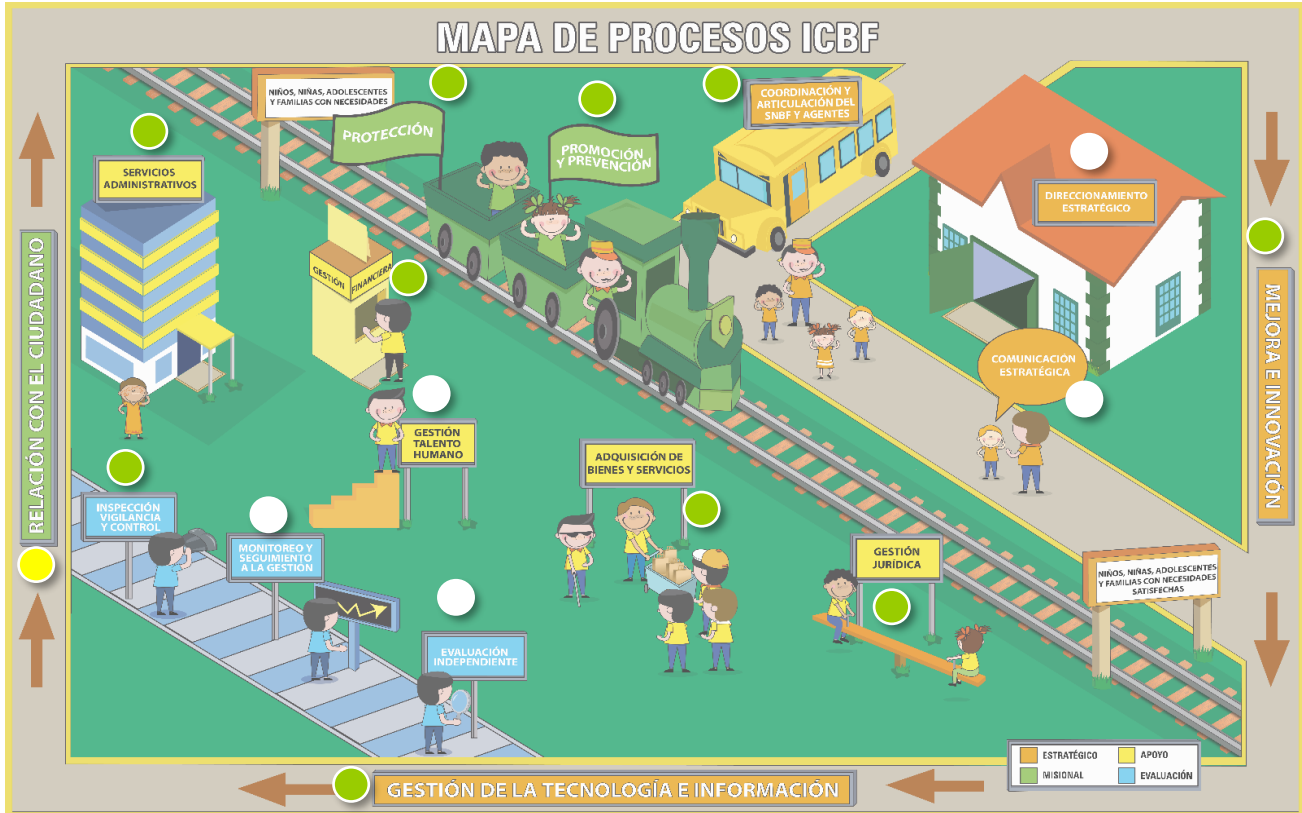 MAPA DE PROCESOS ICBF
NIÑOS, NIÑAS, ADOLESCENTES
Y FAMILIAS CON NECESIDADES
PROTECCIÓN
PROMOCIÓN
Y PREVENCIÓN
COORDINACIÓN Y
ARTICULACIÓN DEL
SNBF Y AGENTES
SERVICIOS
ADMINISTRATIVOS
DIRECCIONAMIENTO
ESTRATÉGICO
RELACIÓN CON EL CIUDADANO
GESTIÓN
FINANCIERA
MEJORA E INNOVACIÓN
COMUNICACIÓN
ESTRATÉGICA
GESTIÓN
TALENTO
HUMANO
ADQUISICIÓN DE
BIENES Y SERVICIOS
INSPECCIÓN
VIGILANCIA
Y CONTROL
MONITOREO Y
SEGUIMIENTO
A LA GESTIÓN
GESTIÓN
JURÍDICA
NIÑOS, NIÑAS, ADOLESCENTES
Y FAMILIAS CON NECESIDADES
SATISFECHAS
EVALUACIÓN
INDEPENDIENTE
ESTRATÉGICO
APOYO
MISIONAL
EVALUACIÓN
GESTIÓN DE LA TECNOLOGÍA E INFORMACIÓN